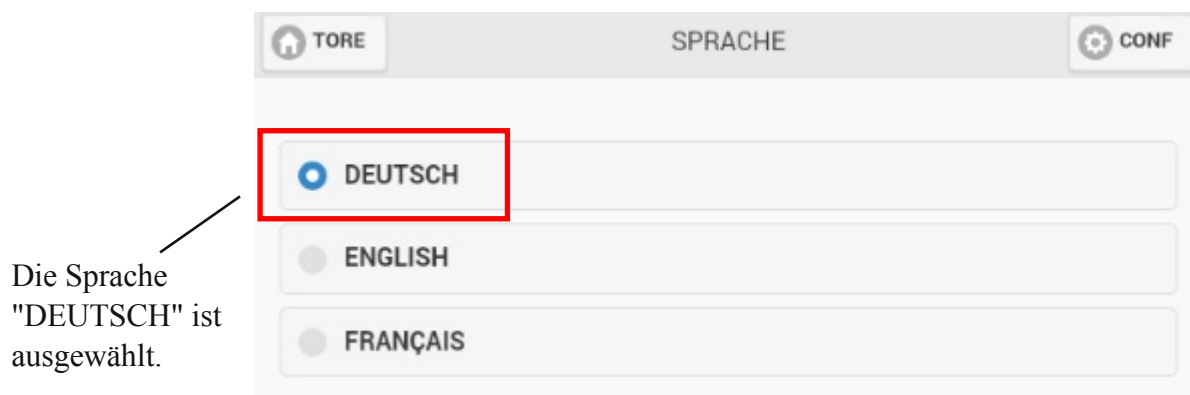 TORE
SPRACHE
CONF
DEUTSCH
ENGLISH
FRANÇAIS
Die Sprache
"DEUTSCH" ist
ausgewählt.